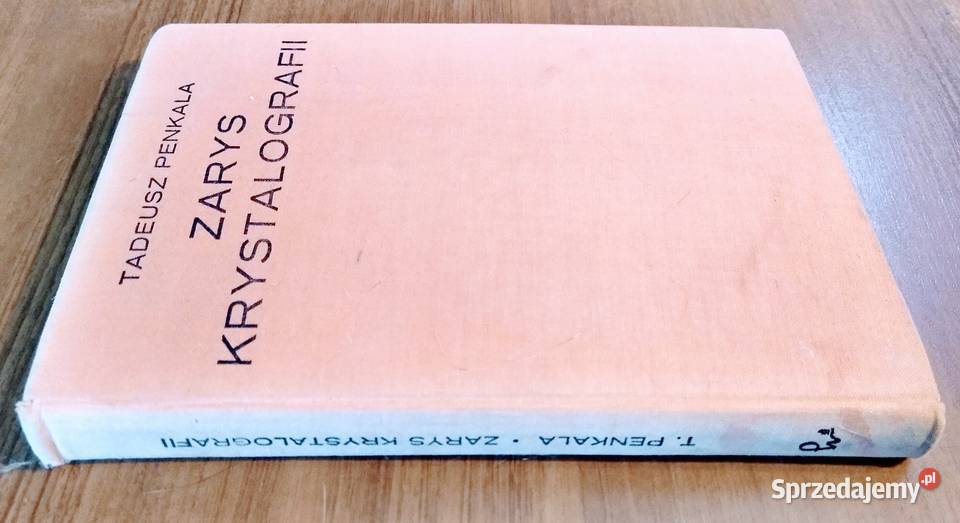 TADEUSZ PENKALA
ZARYS
KRYSTALOGRAFII
T. PENKALA • ZARYS KRYSTALOGRAFII
Sprzedajemy.pl